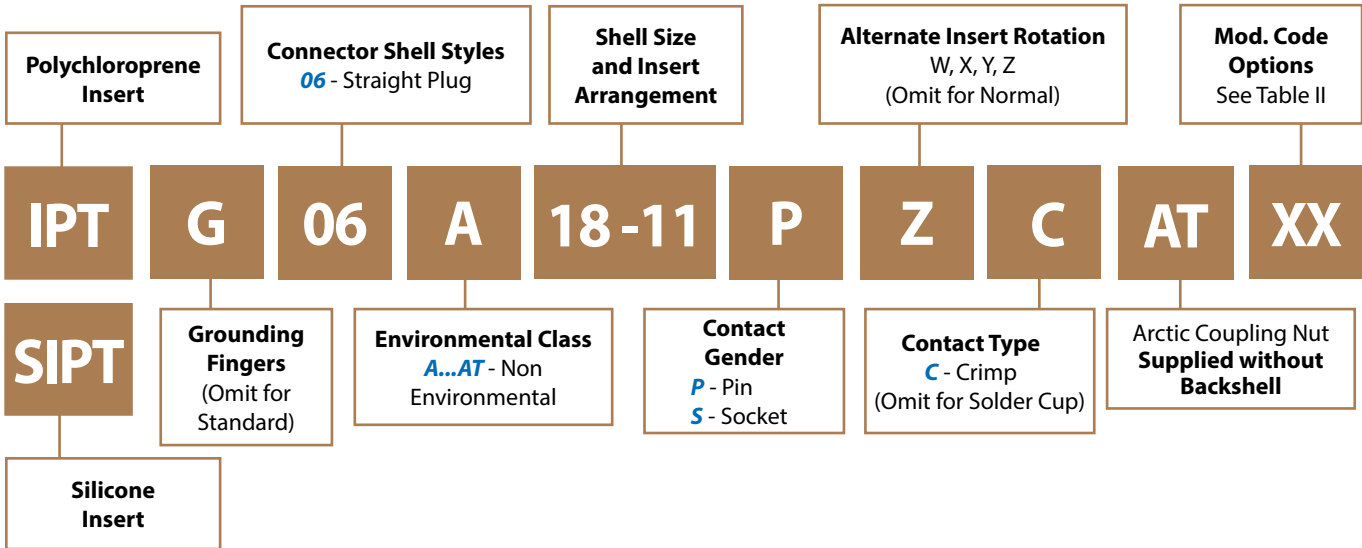 Polychloroprene
Insert
Connector Shell Styles
06 - Straight Plug
Shell Size
and Insert
Arrangement
Alternate Insert Rotation
W, X, Y, Z
(Omit for Normal)
Mod. Code
Options
See Table II
IPT
G
06
A
18-11
P
Z
C
AT
XX
SIPT
Grounding
Fingers
(Omit for
Standard)
Environmental Class
A...AT - Non
Environmental
Contact
Gender
P - Pin
S - Socket
Contact Type
C - Crimp
(Omit for Solder Cup)
Arctic Coupling Nut
Supplied without
Backshell
Silicone
Insert